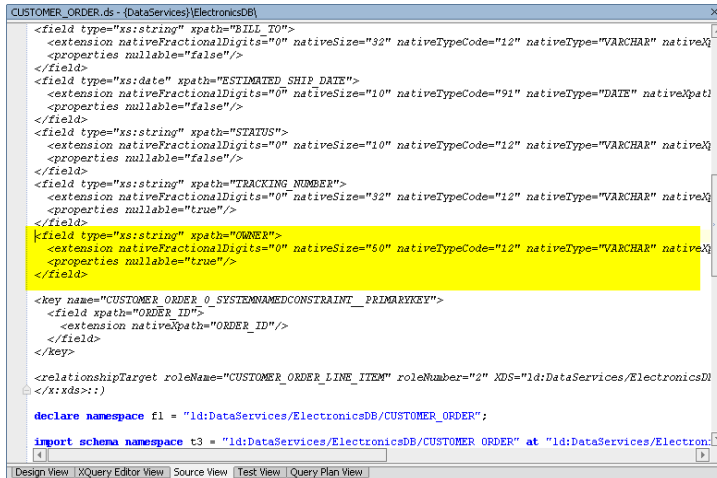 CUSTOMER_ORDER.ds - {DataServices}\ElectronicsDB\
<field type="xs:string" xpath="BILL_TO">
<extension nativeFractionalDigits="0" nativeSize="32" nativeTypeCode="12" nativeType="VARCHAR" nativeX
<properties nullable="false"/>
</field>
<field type="xs:date" xpath="ESTIMATED_SHIP_DATE">
<extension nativeFractionalDigits="0" nativeSize="10" nativeTypeCode="91" nativeType="DATE" nativeXpath
<properties nullable="false"/>
</field>
<field type="xs:string" xpath="STATUS">
<extension nativeFractionalDigits="0" nativeSize="10" nativeTypeCode="12" nativeType="VARCHAR" nativeX
<properties nullable="false"/>
</field>
<field type="xs:string" xpath="TRACKING_NUMBER">
<extension nativeFractionalDigits="0" nativeSize="32" nativeTypeCode="12" nativeType="VARCHAR" nativeX
<properties nullable="true"/>
</field>
<field type="xs:string" xpath="OWNER">
<extension nativeFractionalDigits="0" nativeSize="50" nativeTypeCode="12" nativeType="VARCHAR" nativeX
<properties nullable="true"/>
</field>
<key name="CUSTOMER_ORDER_0_SYSTEMNAMEDCONSTRAINT__PRIMARYKEY">
<field xpath="ORDER_ID">
<extension nativeXpath="ORDER_ID"/>
</field>
</key>
<relationshipTarget roleName="CUSTOMER_ORDER_LINE_ITEM" roleNumber="2" XDS="ld:DataServices/ElectronicsD
</x:xds>::)
declare namespace f1 = "ld:DataServices/ElectronicsDB/CUSTOMER_ORDER";
import schema namespace t3 = "ld:DataServices/ElectronicsDB/CUSTOMER_ORDER" at "ld:DataServices/Electroni
Design View XQuery Editor View Source View Test View Query Plan View